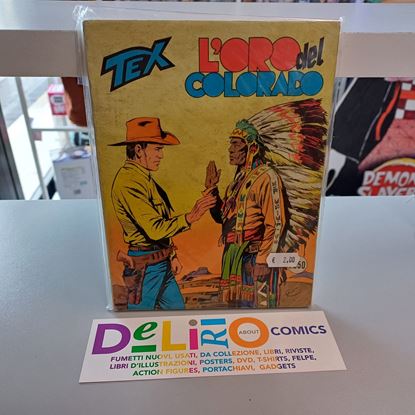 TEX
L'ORO del
COLORADO
€ 2,00
DeLiRiO ABOUT COMICS
FUMETTI NUOVI, USATI, DA COLLEZIONE, LIBRI, RIVISTE,
LIBRI D'ILLUSTRAZIONI, POSTERS, DVD, T-SHIRTS, FELPE,
ACTION FIGURES, PORTACHIAVI, GADGETS
DEMON
SLAYER